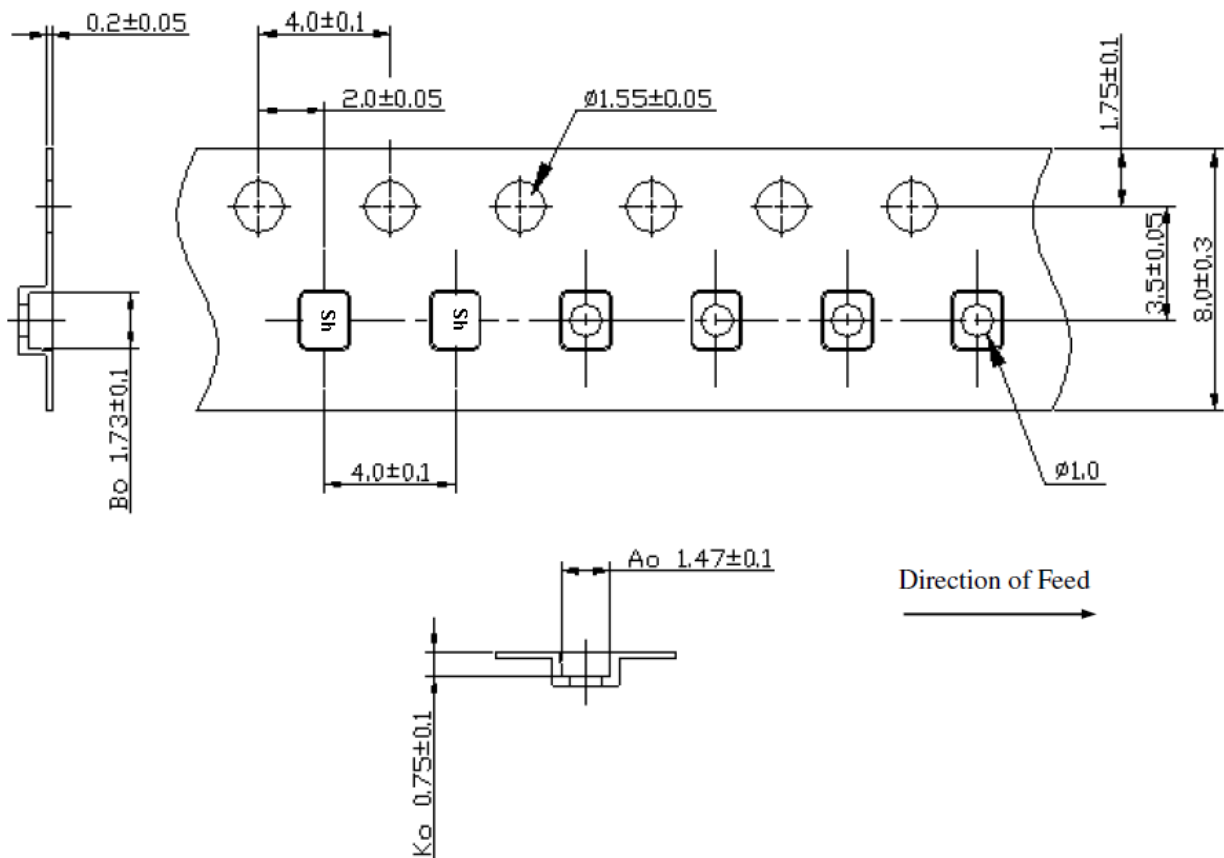 0.2±0.05
4.0±0.1
2.0±0.05
ø1.55±0.05
1.75±0.1
3.5±0.05
8.0±0.3
Sh
Sh
Bo 1.73±0.1
4.0±0.1
ø1.0
Ao 1.47±0.1
Direction of Feed
Ko 0.75±0.1